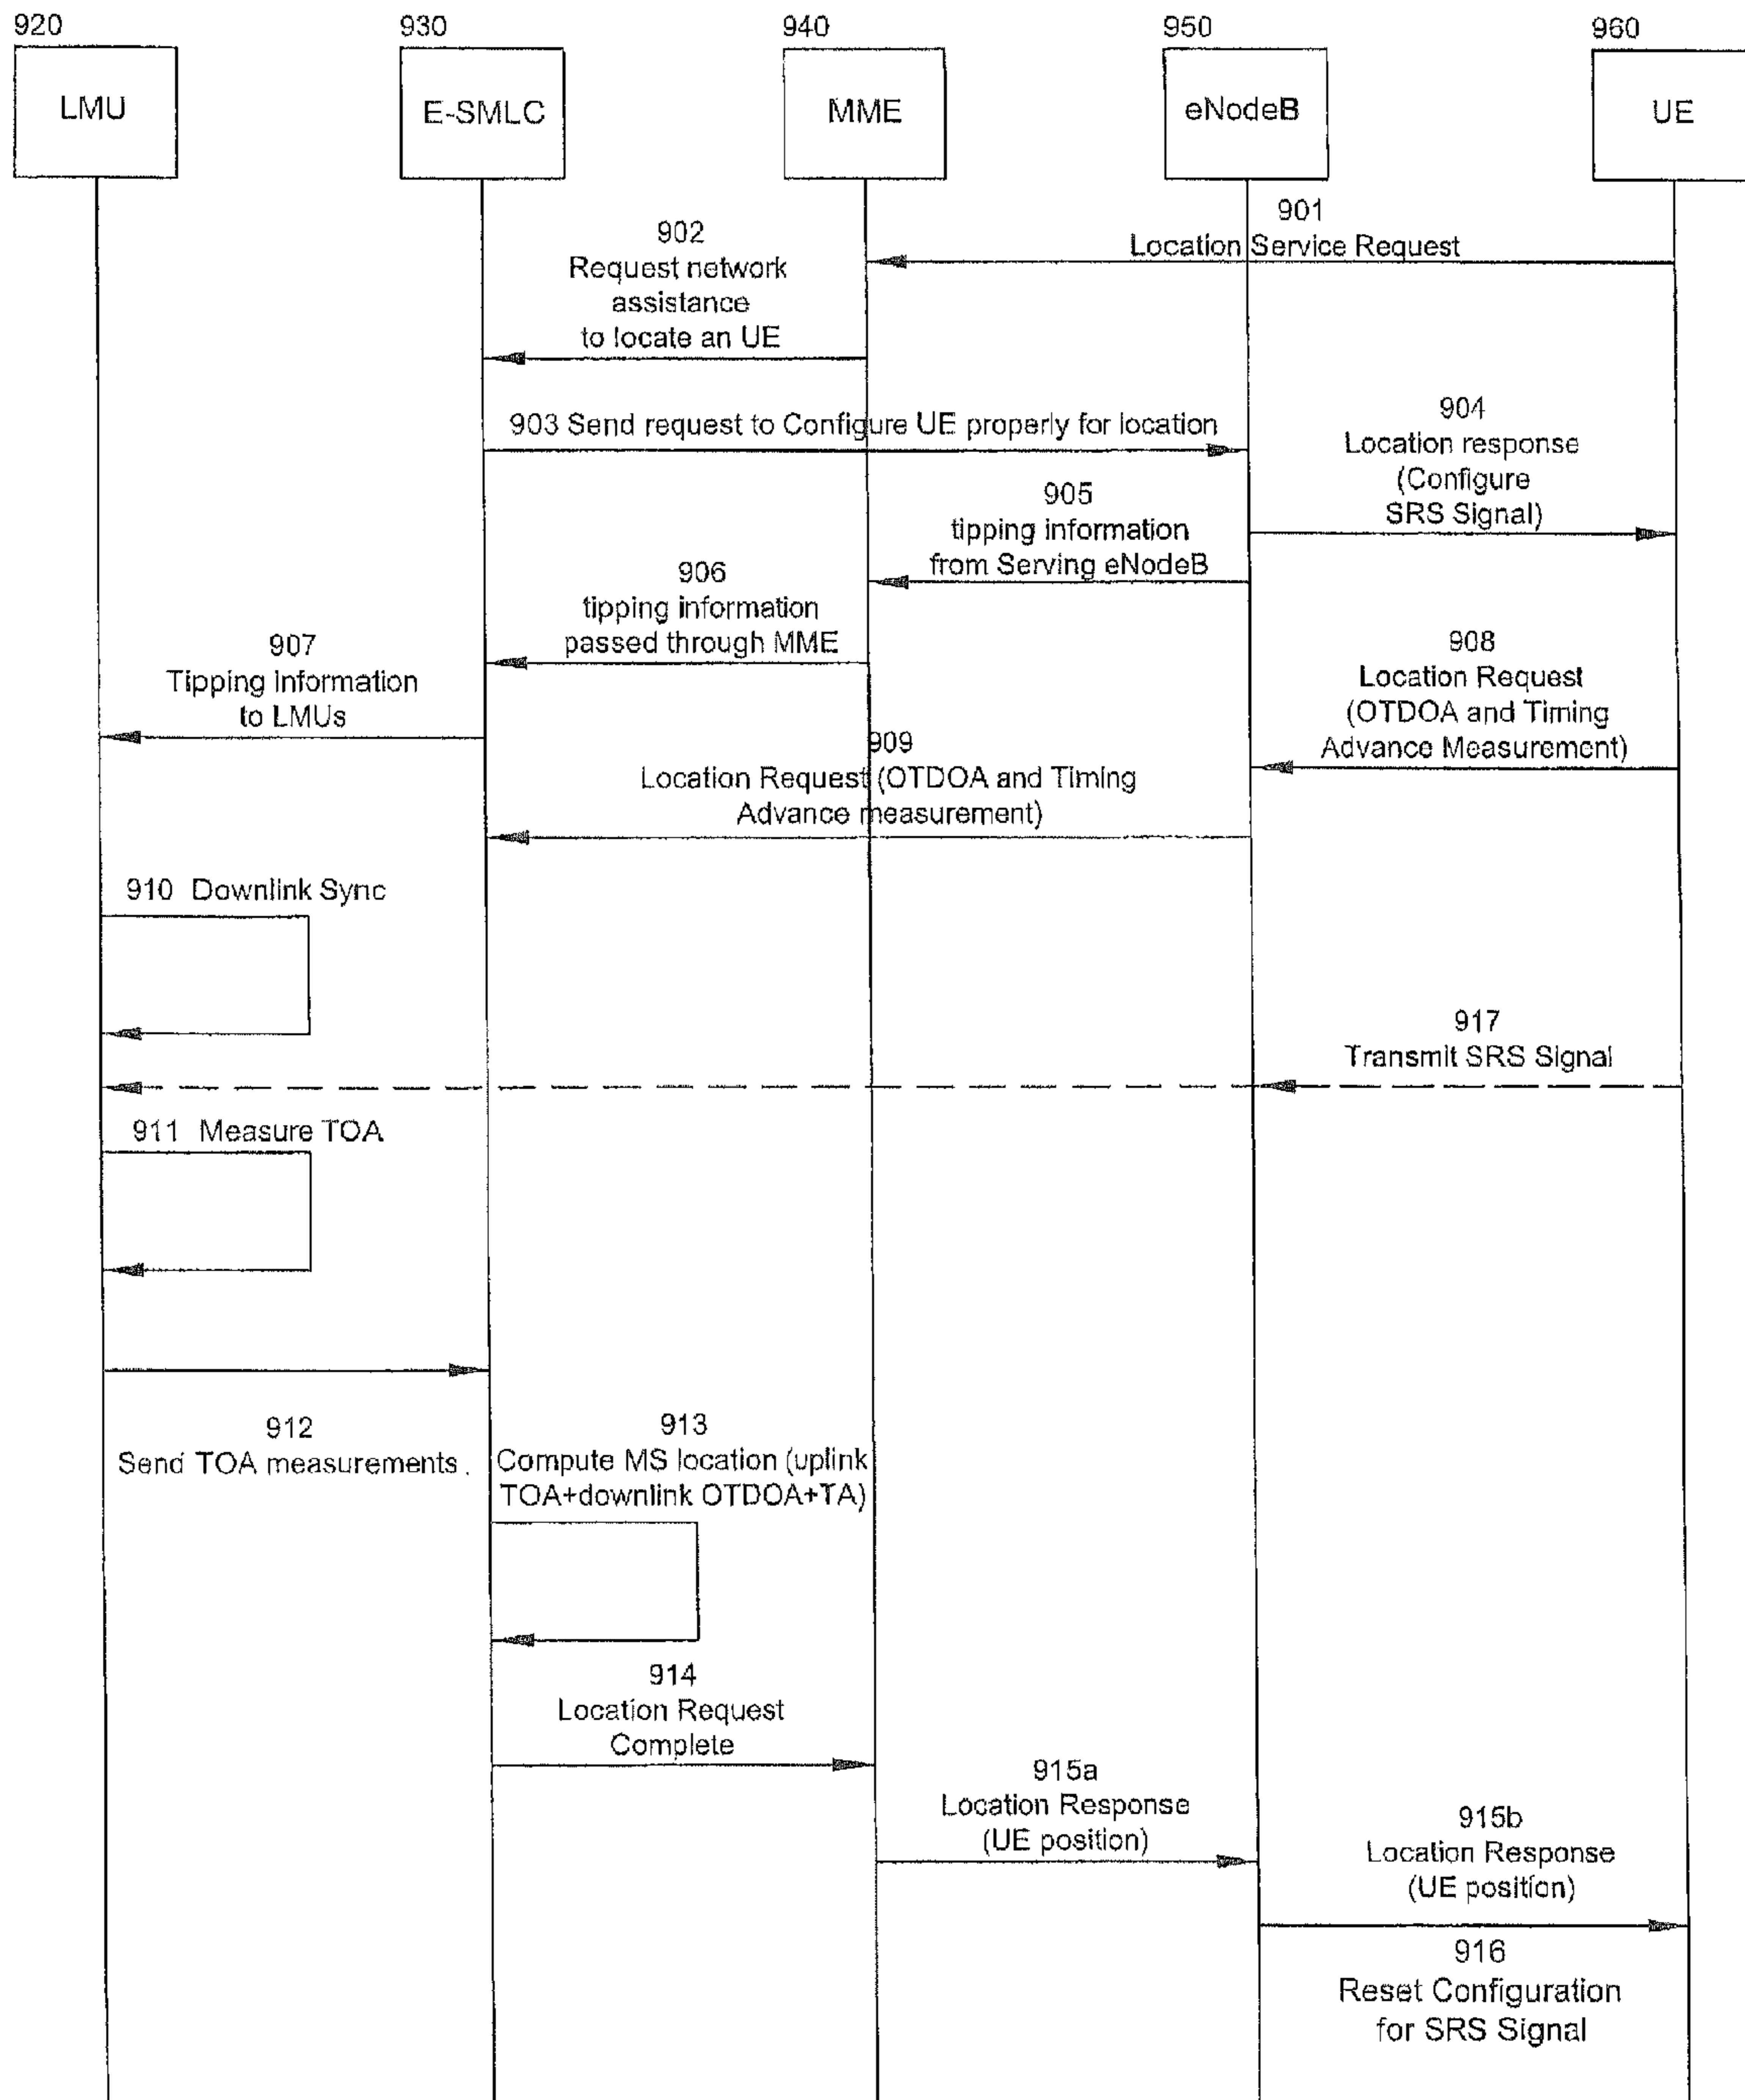 920
930
940
950
960
LMU
E-SMLC
MME
eNodeB
UE
901
Location Service Request
902
Request network
assistance
to locate an UE
903 Send request to Configure UE properly for location
904
Location response
(Configure
SRS Signal)
905
tipping information
from Serving eNodeB
906
tipping information
passed through MME
907
Tipping information
to LMUs
908
Location Request
(OTDOA and Timing
Advance Measurement)
909
Location Request (OTDOA and Timing
Advance measurement)
910 Downlink Sync
917
Transmit SRS Signal
911 Measure TOA
912
Send TOA measurements.
913
Compute MS location (uplink
TOA+downlink OTDOA+TA)
914
Location Request
Complete
915a
Location Response
(UE position)
915b
Location Response
(UE position)
916
Reset Configuration
for SRS Signal